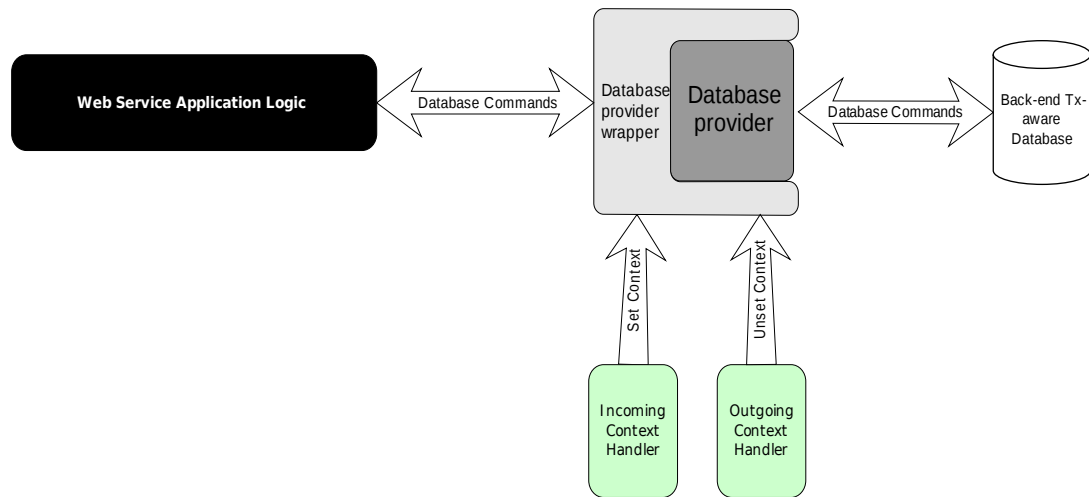 Web Service Application Logic
Database Commands
Database
provider
wrapper
Database
provider
Database Commands
Back-end Tx-
aware
Database
Set Context
Unset Context
Incoming
Context
Handler
Outgoing
Context
Handler